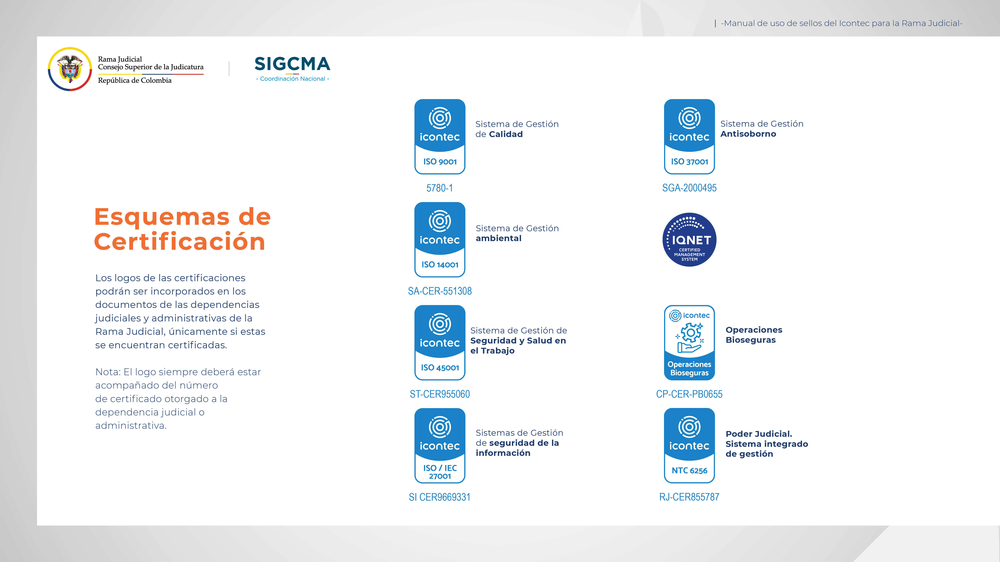 | -Manual de uso de sellos del Icontec para la Rama Judicial-
Rama Judicial
Consejo Superior de la Judicatura
República de Colombia
SIGCMA
- Coordinación Nacional -
Esquemas de
Certificación
Los logos de las certificaciones
podrán ser incorporados en los
documentos de las dependencias
judiciales y administrativas de la
Rama Judicial, únicamente si estas
se encuentran certificadas.
Nota: El logo siempre deberá estar
acompañado del número
de certificado otorgado a la
dependencia judicial o
administrativa.
icontec
ISO 9001
5780-1
Sistema de Gestión
de Calidad
icontec
ISO 14001
SA-CER-551308
Sistema de Gestión
ambiental
icontec
ISO 45001
ST-CER955060
Sistema de Gestión de
Seguridad y Salud en
el Trabajo
icontec
ISO / IEC
27001
SI CER9669331
Sistemas de Gestión
de seguridad de la
información
icontec
ISO 37001
SGA-2000495
Sistema de Gestión
Antisoborno
IQNET
CERTIFIED
MANAGEMENT
SYSTEM
icontec
Operaciones
Bioseguras
CP-CER-PB0655
Operaciones
Bioseguras
icontec
NTC 6256
RJ-CER855787
Poder Judicial.
Sistema integrado
de gestión